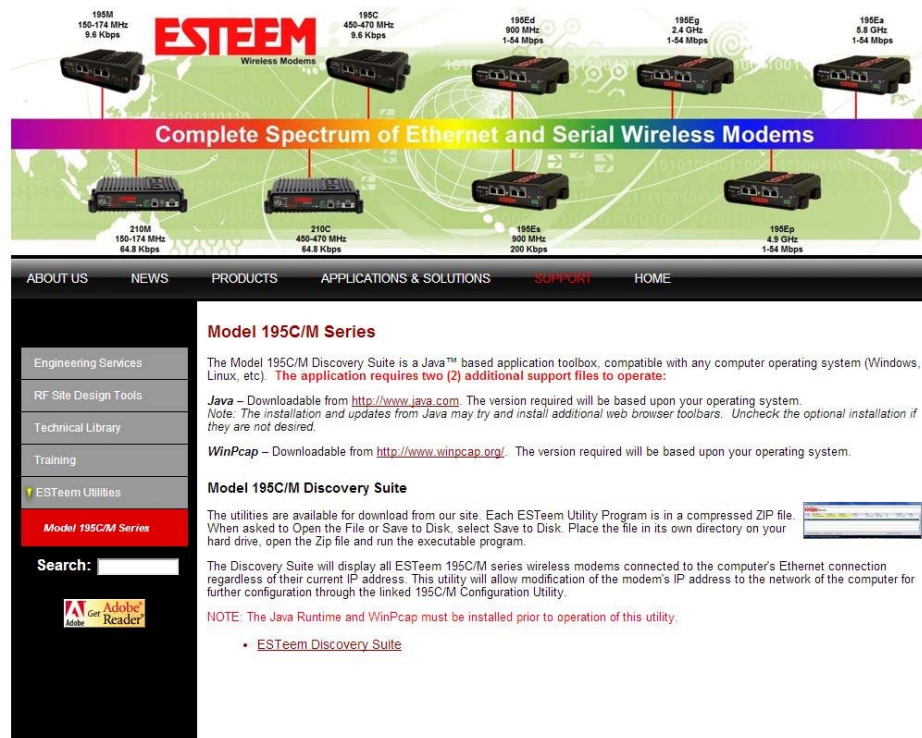 195M
150-174 MHz
9.6 Kbps
ESTEEM
Wireless Modems
195C
450-470 MHz
9.6 Kbps
195Ed
900 MHz
1-54 Mbps
195Eg
2.4 GHz
1-54 Mbps
195Ea
5.8 GHz
1-54 Mbps
Complete Spectrum of Ethernet and Serial Wireless Modems
210M
150-174 MHz
64.8 Kbps
210C
450-470 MHz
64.8 Kbps
195Es
900 MHz
200 Kbps
195Ep
4.9 GHz
1-54 Mbps
ABOUT US NEWS PRODUCTS APPLICATIONS & SOLUTIONS SUPPORT HOME
Engineering Services
RF Site Design Tools
Technical Library
Training
ESTeem Utilities
Model 195C/M Series
Search:
Adobe
Get Adobe®
Reader®
Model 195C/M Series
The Model 195C/M Discovery Suite is a Java™ based application toolbox, compatible with any computer operating system (Windows,
Linux, etc). The application requires two (2) additional support files to operate:
Java – Downloadable from http://www.java.com. The version required will be based upon your operating system.
Note: The installation and updates from Java may try and install additional web browser toolbars. Uncheck the optional installation if
they are not desired.
WinPcap – Downloadable from http://www.winpcap.org/. The version required will be based upon your operating system.
Model 195C/M Discovery Suite
The utilities are available for download from our site. Each ESTeem Utility Program is in a compressed ZIP file.
When asked to Open the File or Save to Disk, select Save to Disk. Place the file in its own directory on your
hard drive, open the Zip file and run the executable program.
The Discovery Suite will display all ESTeem 195C/M series wireless modems connected to the computer's Ethernet connection
regardless of their current IP address. This utility will allow modification of the modem's IP address to the network of the computer for
further configuration through the linked 195C/M Configuration Utility.
NOTE: The Java Runtime and WinPcap must be installed prior to operation of this utility.
• ESTeem Discovery Suite